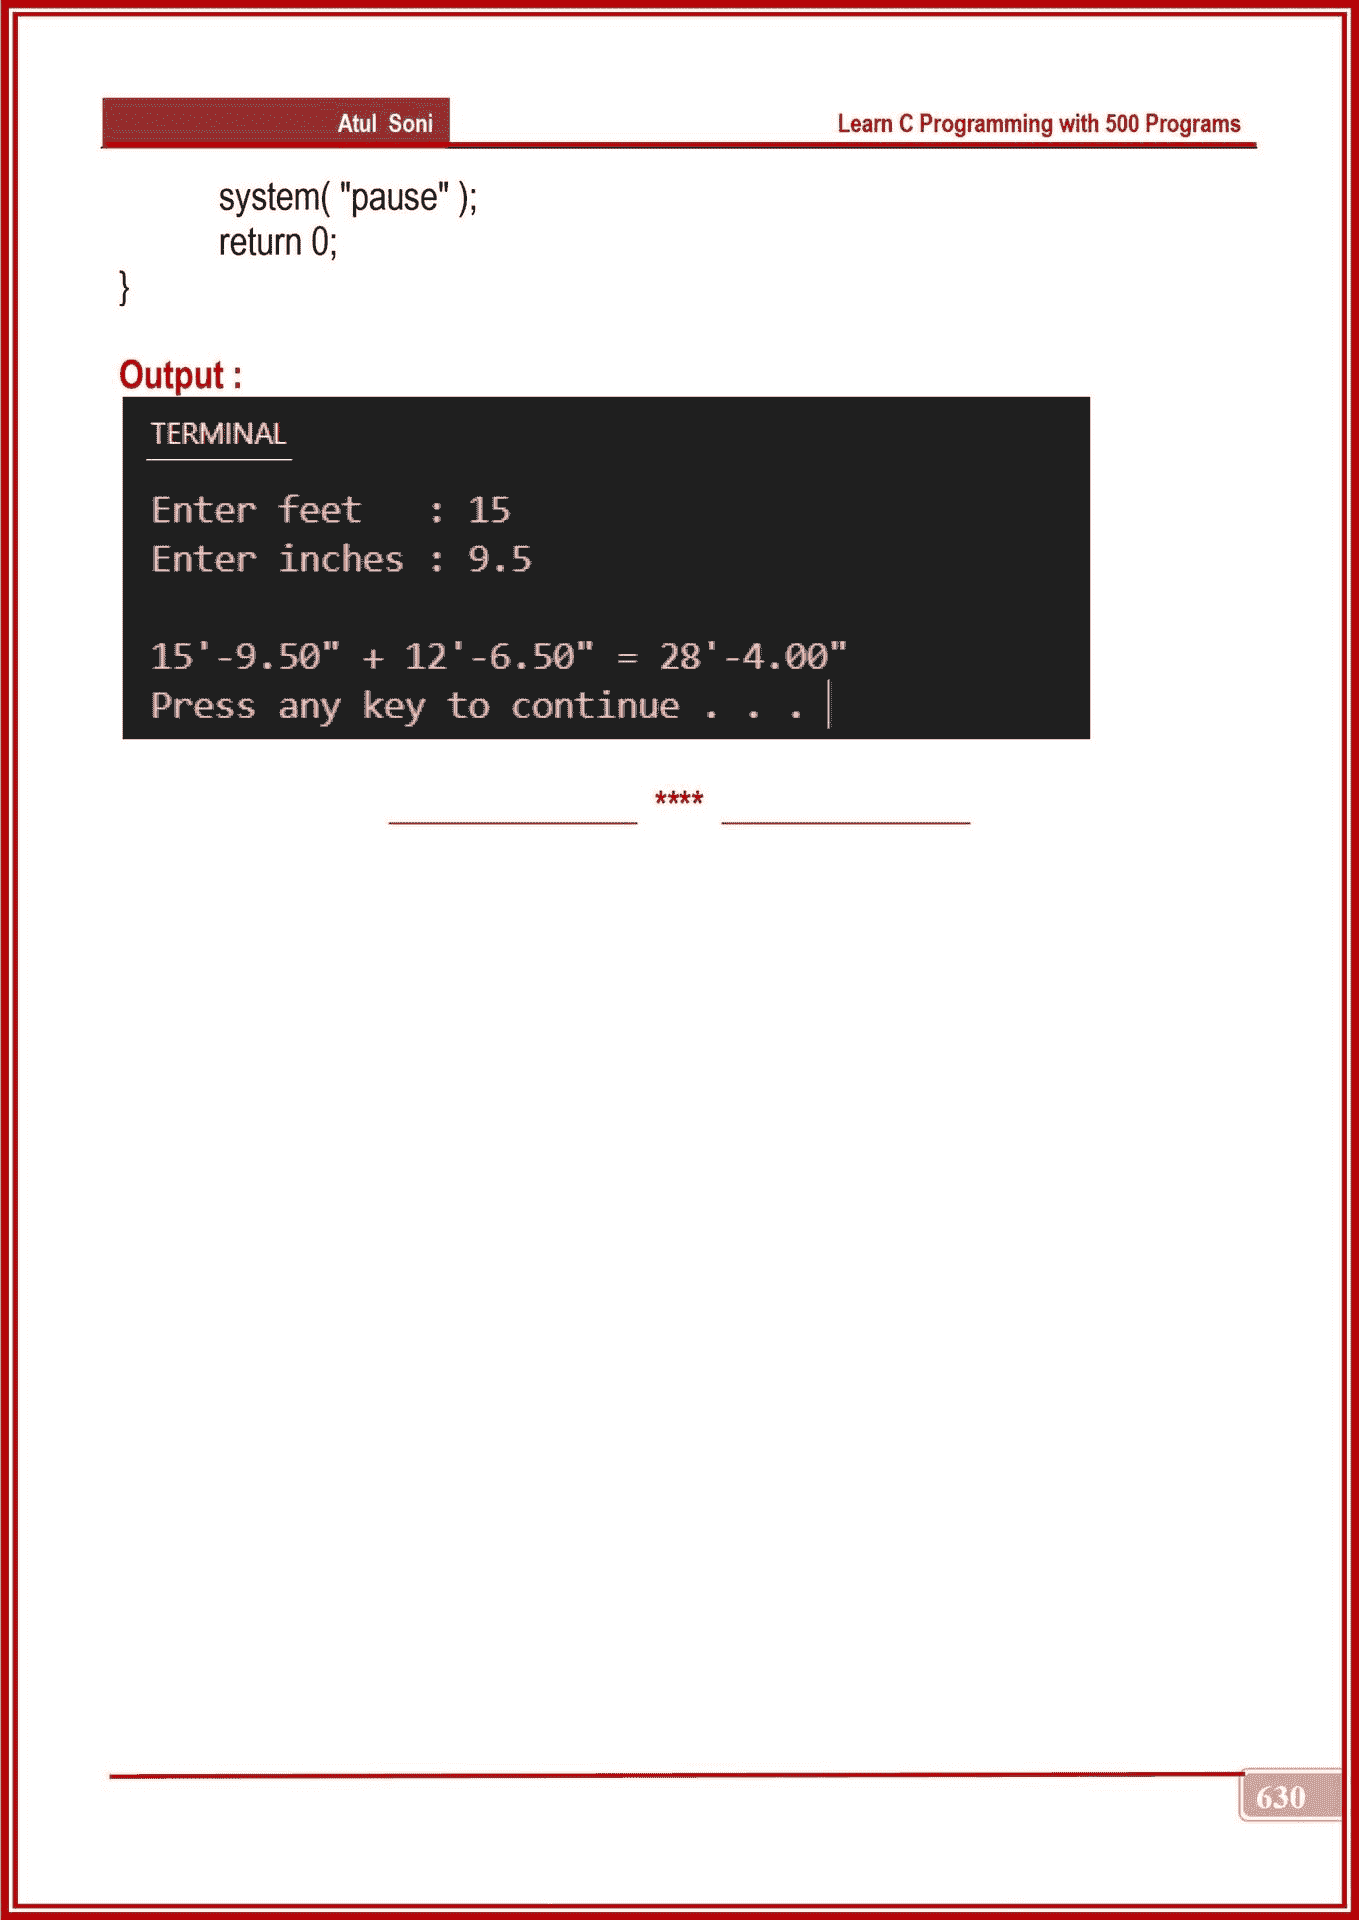 Atul Soni
Learn C Programming with 500 Programs
system( "pause" );
return 0;
}
Output :
TERMINAL
Enter feet   : 15
Enter inches : 9.5
15'-9.50" + 12'-6.50" = 28'-4.00"
Press any key to continue . . .
****
630